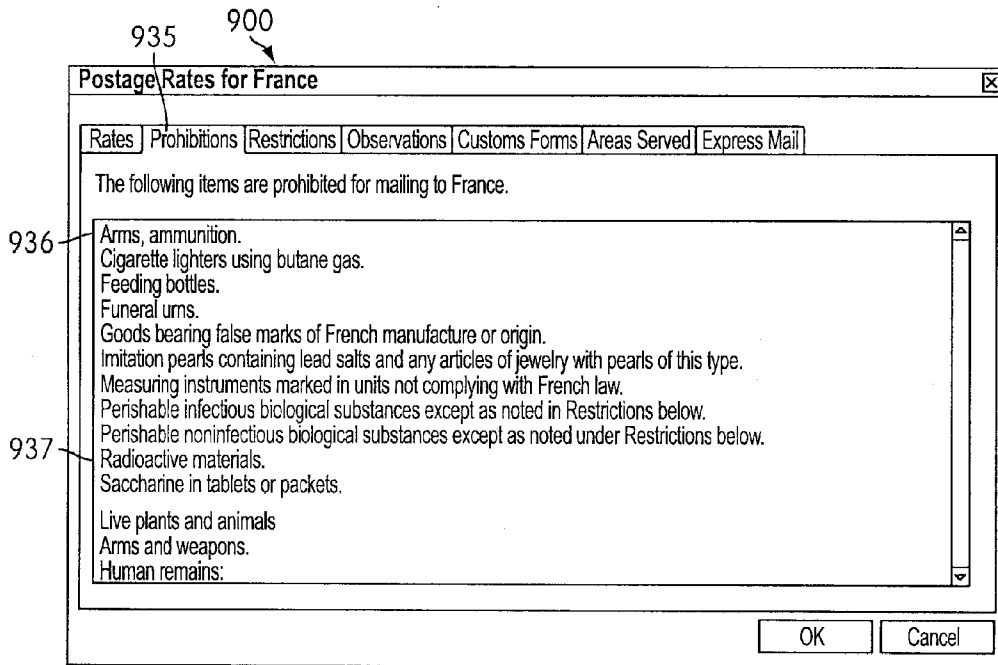 935
900
Postage Rates for France
Rates Prohibitions Restrictions Observations Customs Forms Areas Served Express Mail
The following items are prohibited for mailing to France.
936
Arms, ammunition.
Cigarette lighters using butane gas.
Feeding bottles.
Funeral urns.
Goods bearing false marks of French manufacture or origin.
Imitation pearls containing lead salts and any articles of jewelry with pearls of this type.
Measuring instruments marked in units not complying with French law.
Perishable infectious biological substances except as noted in Restrictions below.
Perishable noninfectious biological substances except as noted under Restrictions below.
937
Radioactive materials.
Saccharine in tablets or packets.
Live plants and animals
Arms and weapons.
Human remains:
OK Cancel